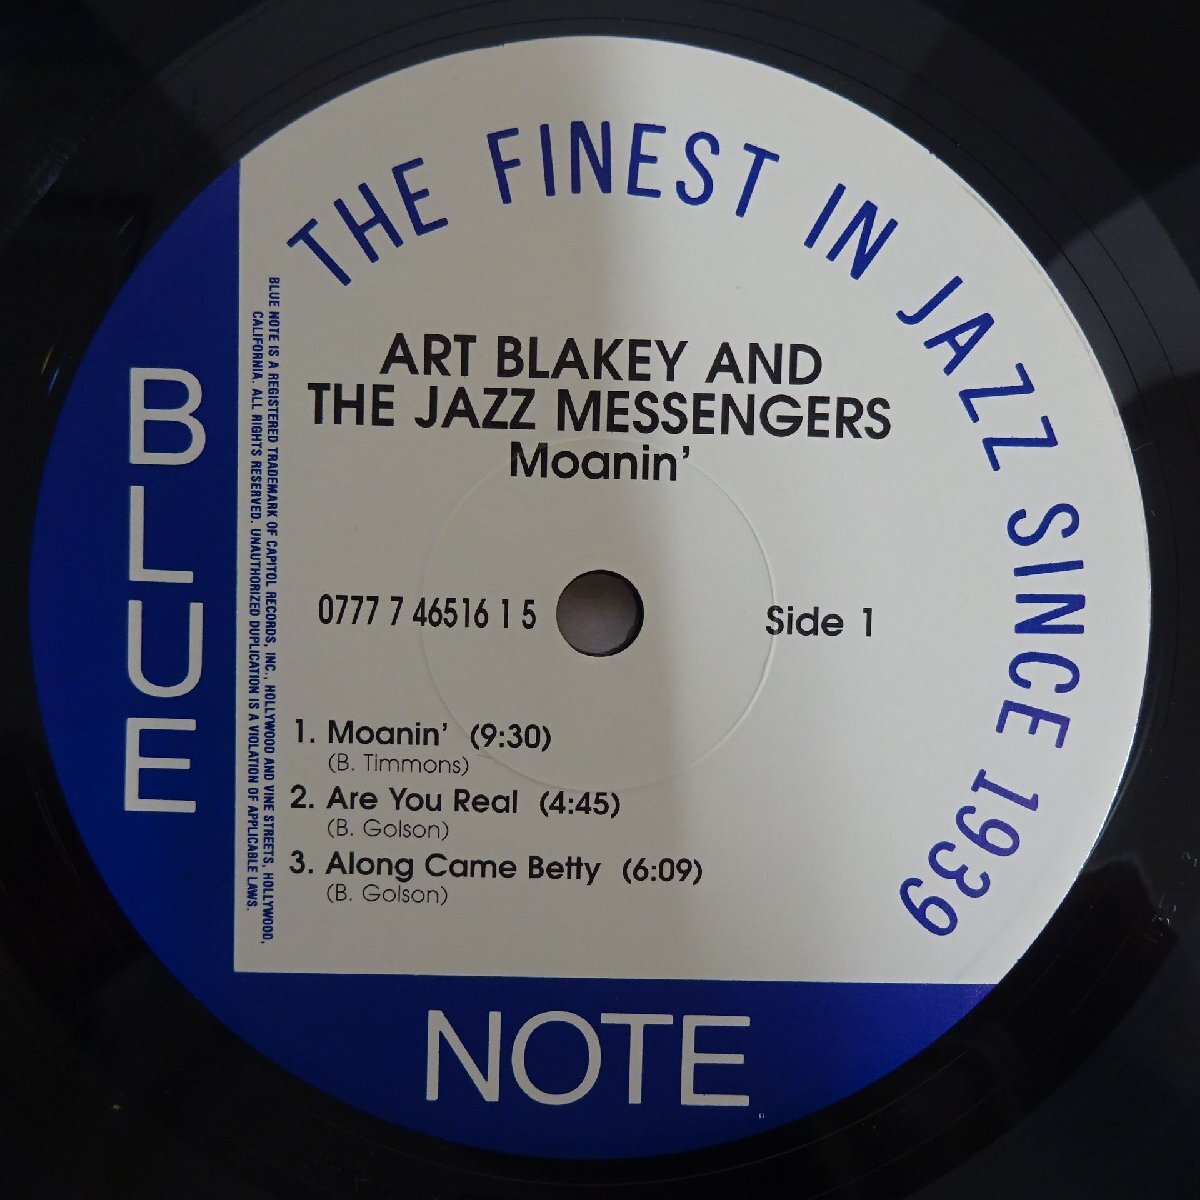 THE FINEST IN JAZZ SINCE 1939
BLUE
BLUE NOTE IS A REGISTERED TRADEMARK OF CAPITOL RECORDS, INC., HOLLYWOOD AND VINE STREETS, HOLLYWOOD,
CALIFORNIA. ALL RIGHTS RESERVED. UNAUTHORIZED DUPLICATION IS A VIOLATION OF APPLICABLE LAWS.
ART BLAKEY AND
THE JAZZ MESSENGERS
Moanin'
0777 7 46516 1 5
Side 1
1. Moanin' (9:30)
(B. Timmons)
2. Are You Real (4:45)
(B. Golson)
3. Along Came Betty (6:09)
(B. Golson)
NOTE